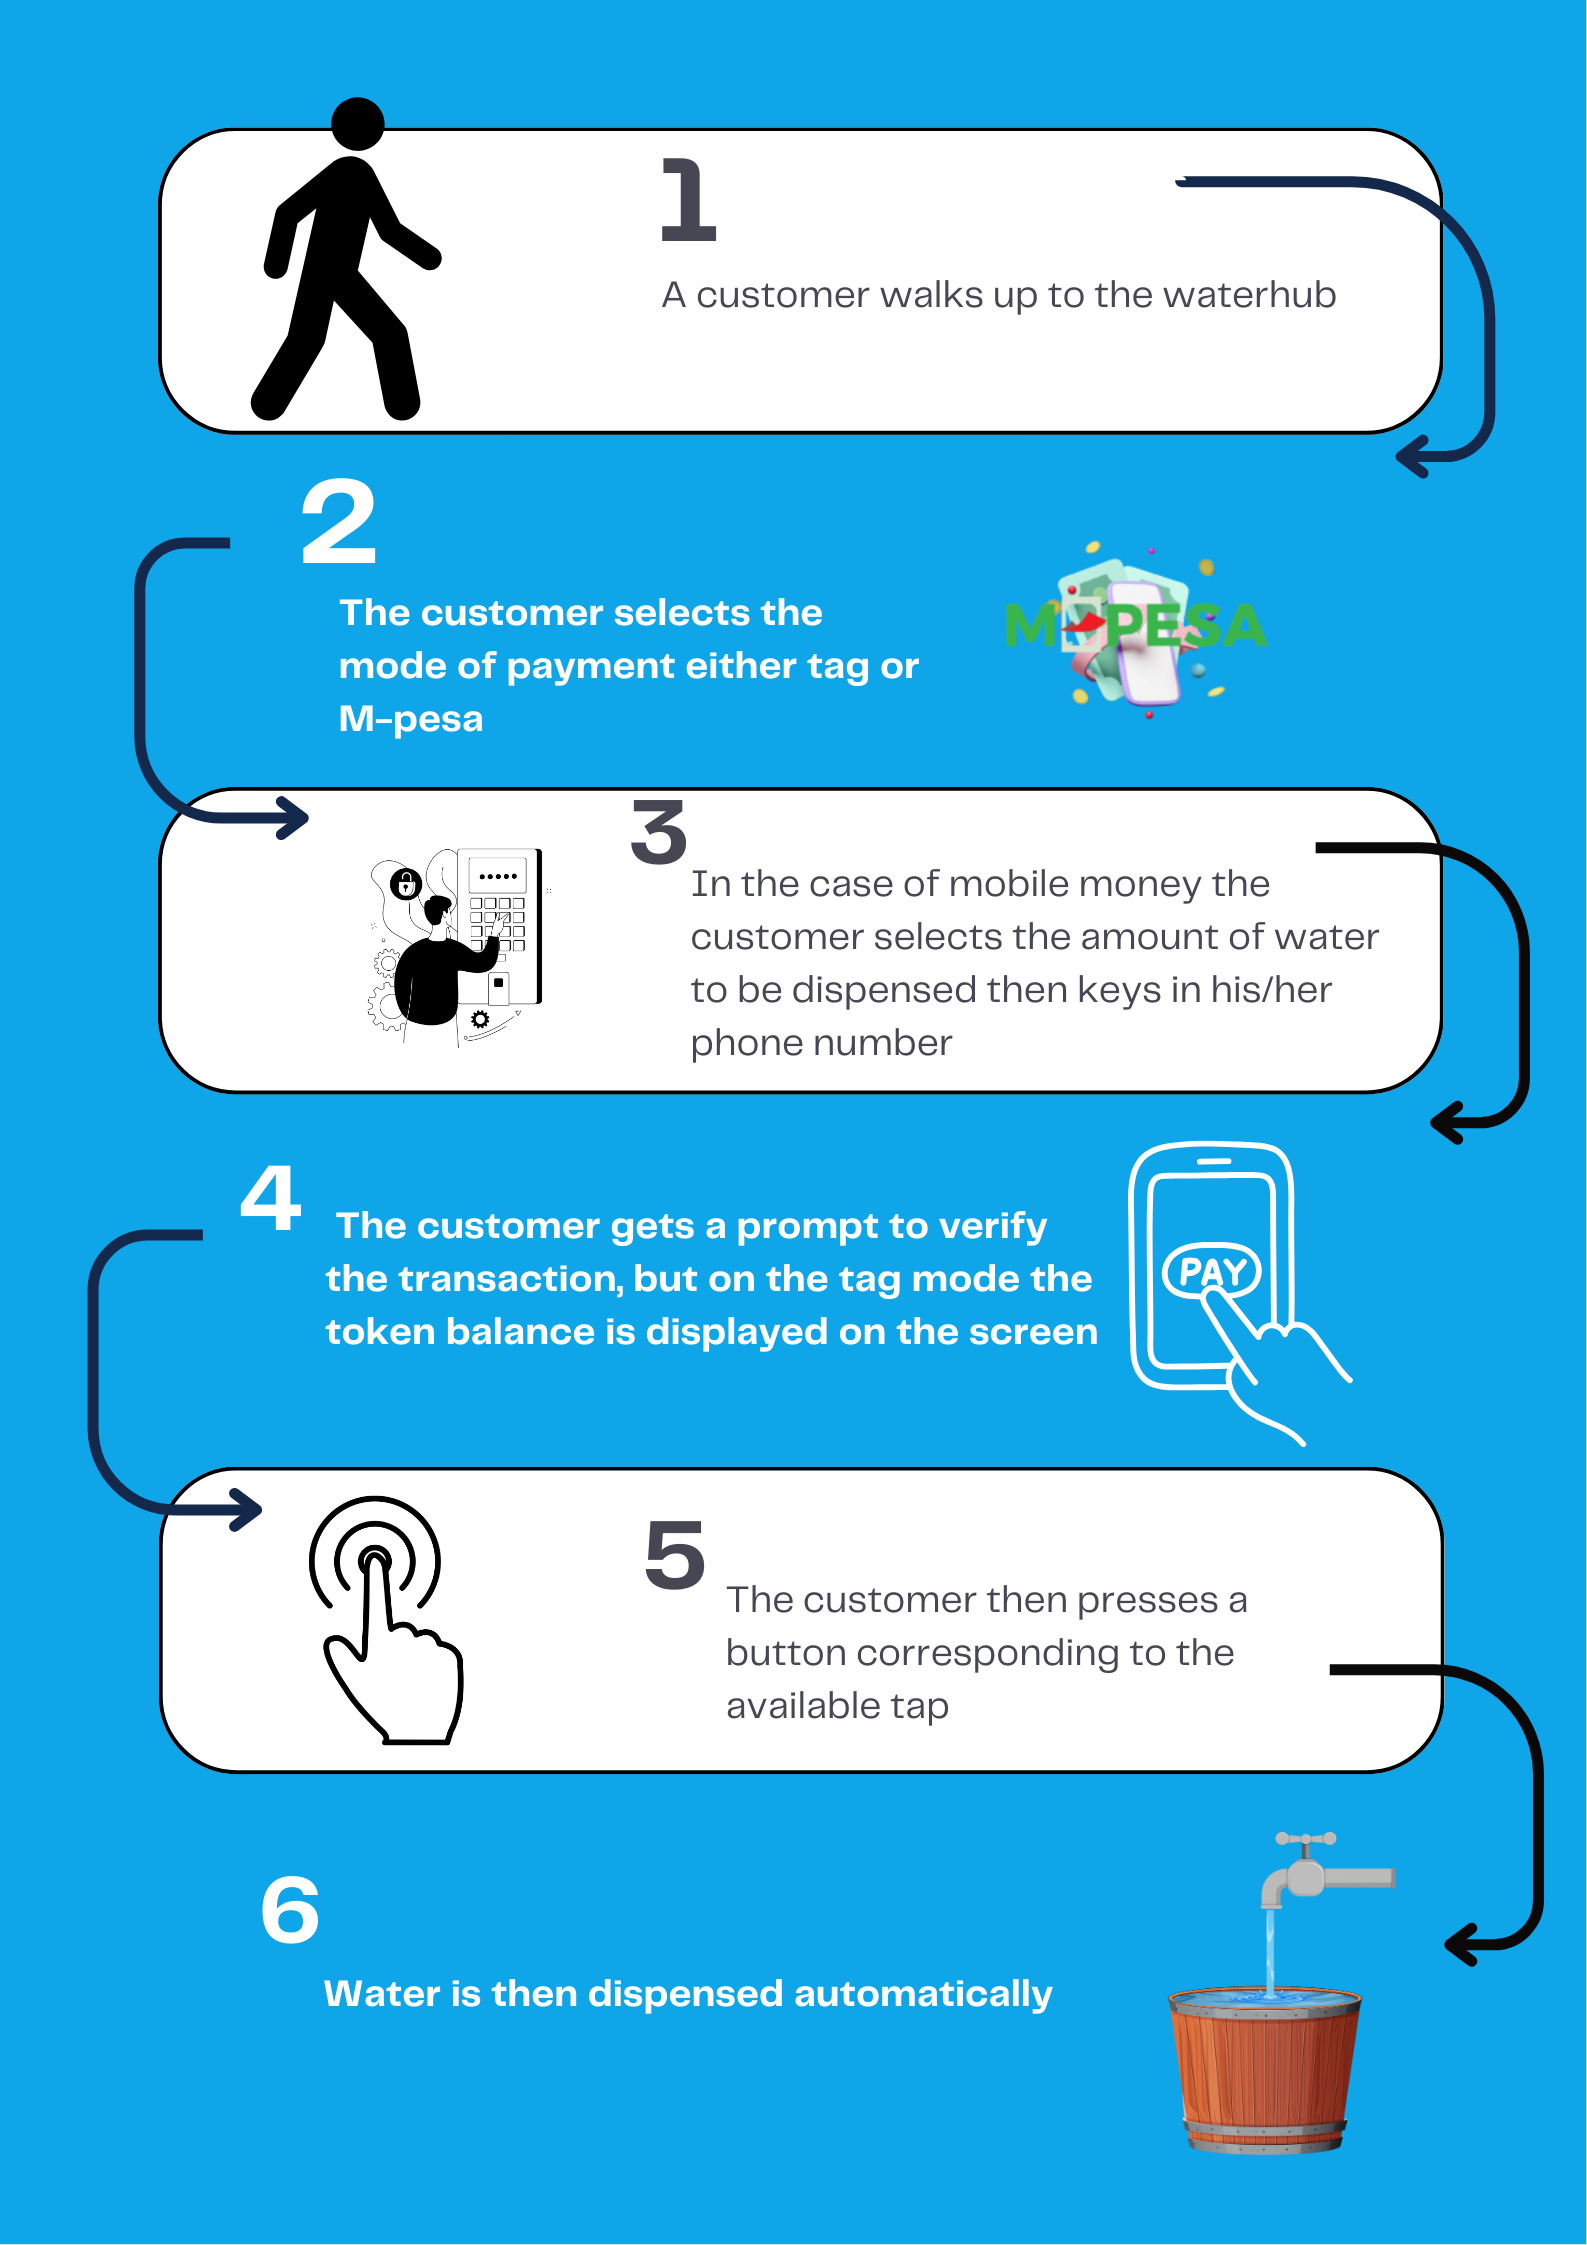 1
A customer walks up to the waterhub
2
The customer selects the
mode of payment either tag or
M-pesa
M-PESA
3
In the case of mobile money the
customer selects the amount of water
to be dispensed then keys in his/her
phone number
4
The customer gets a prompt to verify
the transaction, but on the tag mode the
token balance is displayed on the screen
PAY
5
The customer then presses a
button corresponding to the
available tap
6
Water is then dispensed automatically